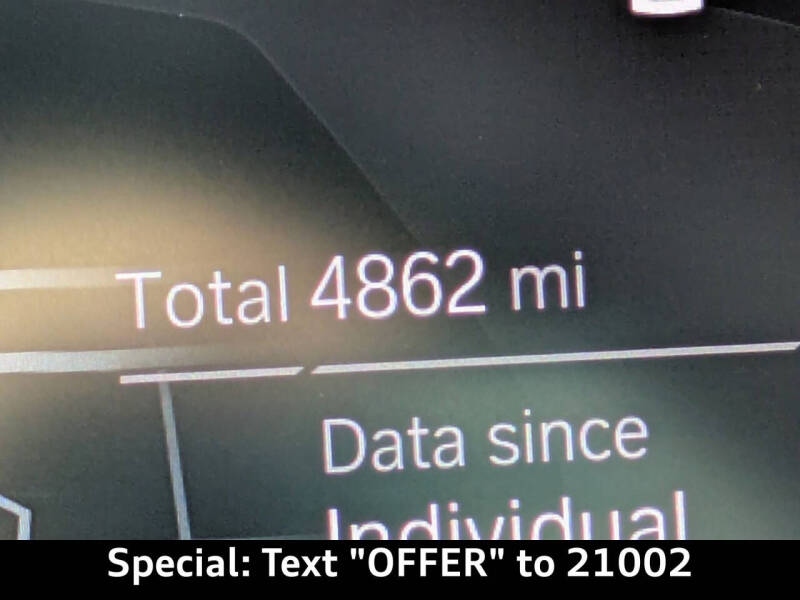 Total 4862 mi
Data since
Individual
Special: Text "OFFER" to 21002